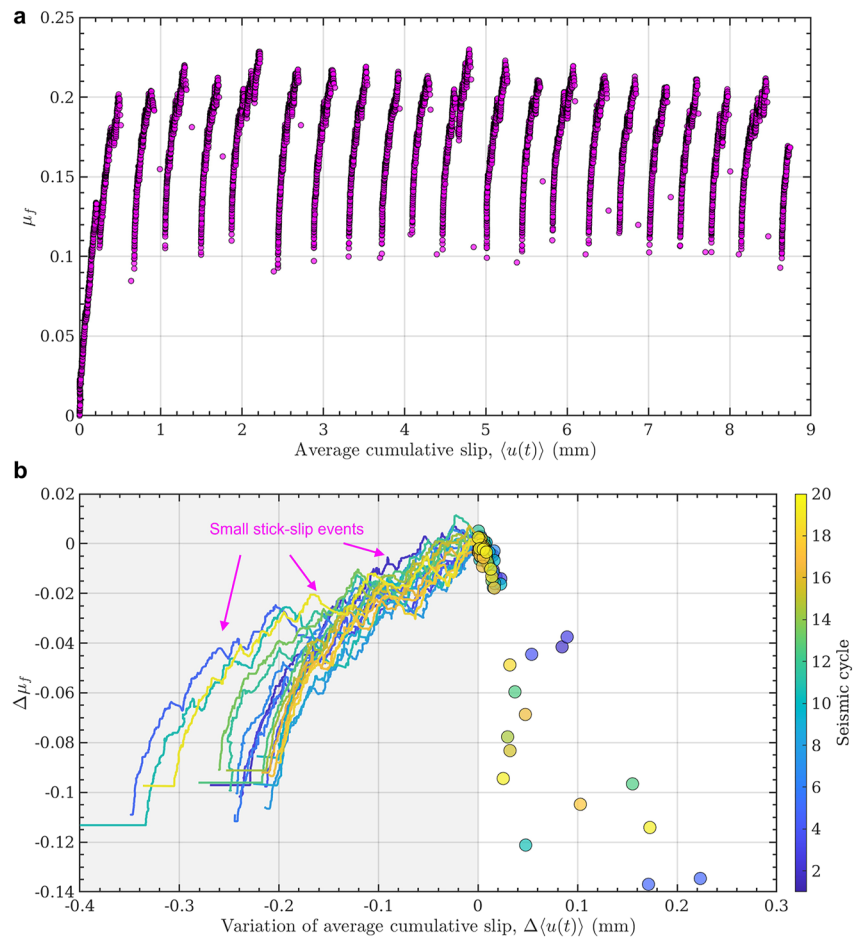 a
0.25
0.2
0.15
0.1
0.05
0
μf
0 1 2 3 4 5 6 7 8 9
Average cumulative slip, ⟨u(t)⟩ (mm)
b
0.02
0
-0.02
-0.04
-0.06
-0.08
-0.1
-0.12
-0.14
Δμf
Small stick-slip events
-0.4 -0.3 -0.2 -0.1 0 0.1 0.2 0.3
Variation of average cumulative slip, Δ⟨u(t)⟩ (mm)
20
18
16
14
12
10
8
6
4
2
Seismic cycle